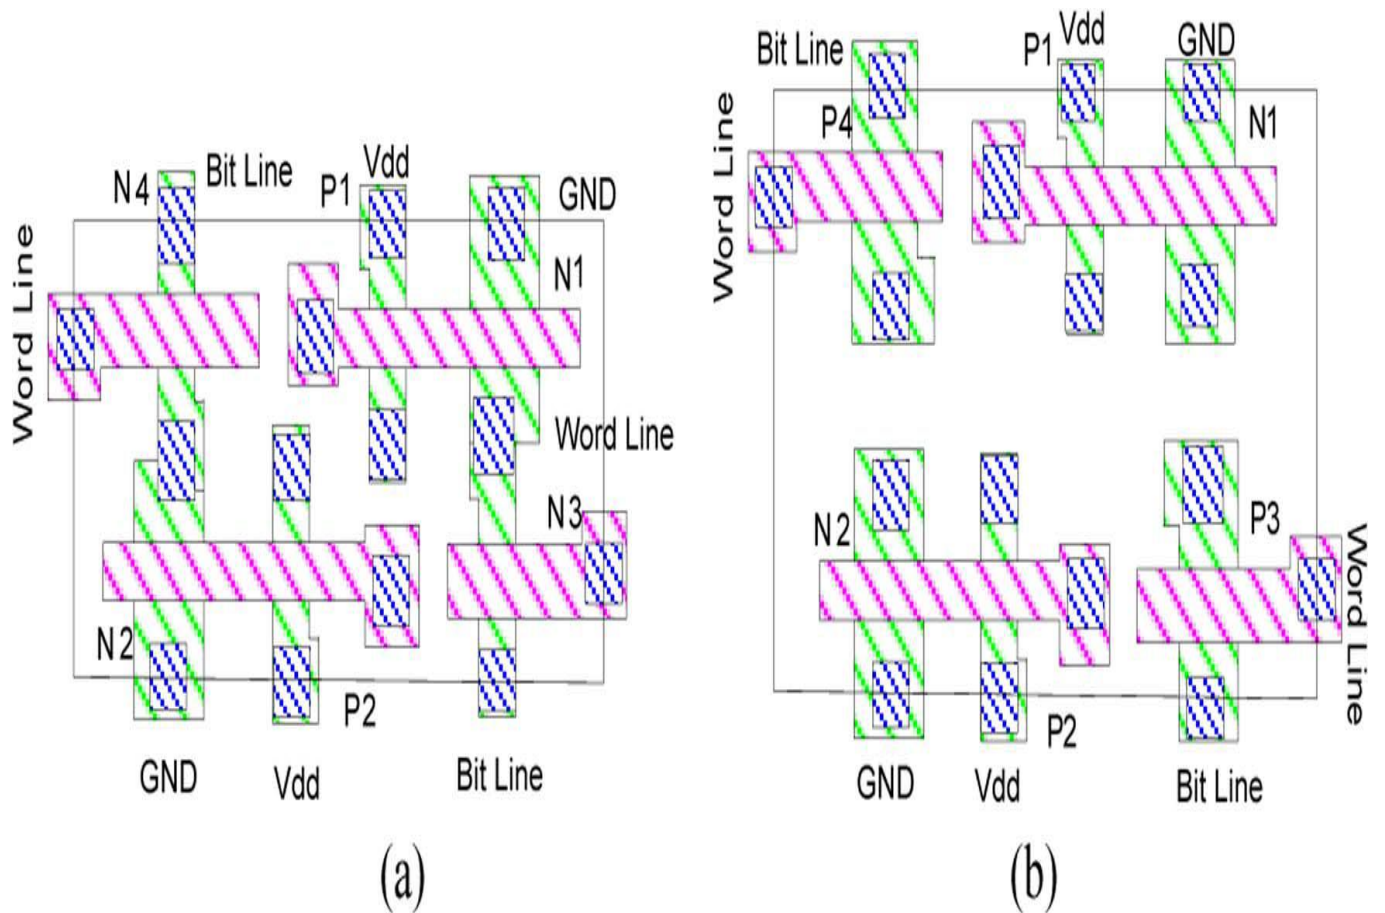 N4
Bit Line
P1
Vdd
GND
Word Line
N1
Word Line
N3
N2
P2
GND
Vdd
Bit Line
(a)
Bit Line
P1
Vdd
GND
Word Line
P4
N1
N2
P3
Word Line
P2
GND
Vdd
Bit Line
(b)